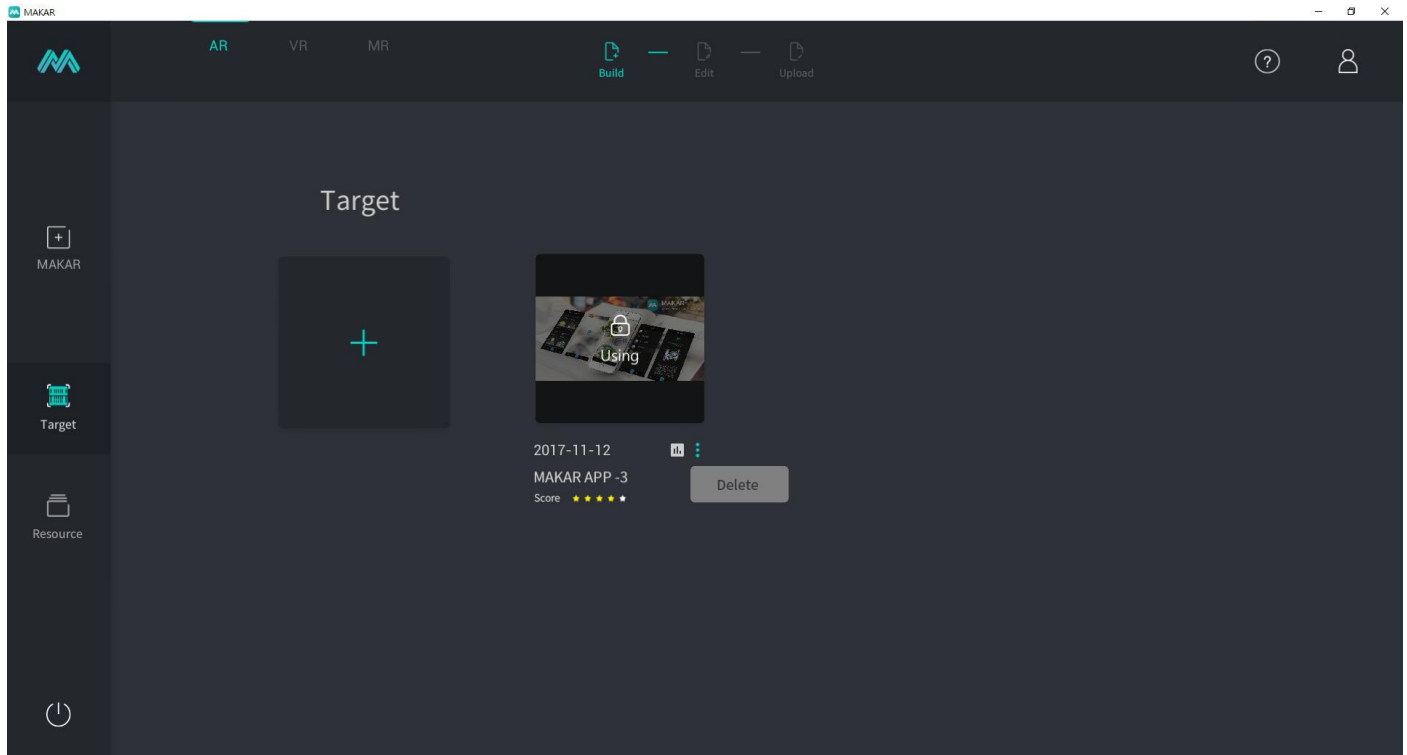 MAKAR
AR VR MR
Build Edit Upload
Target
MAKAR
MAKAR
Using
Target
2017-11-12
MAKAR APP -3
Delete
Score
Resource